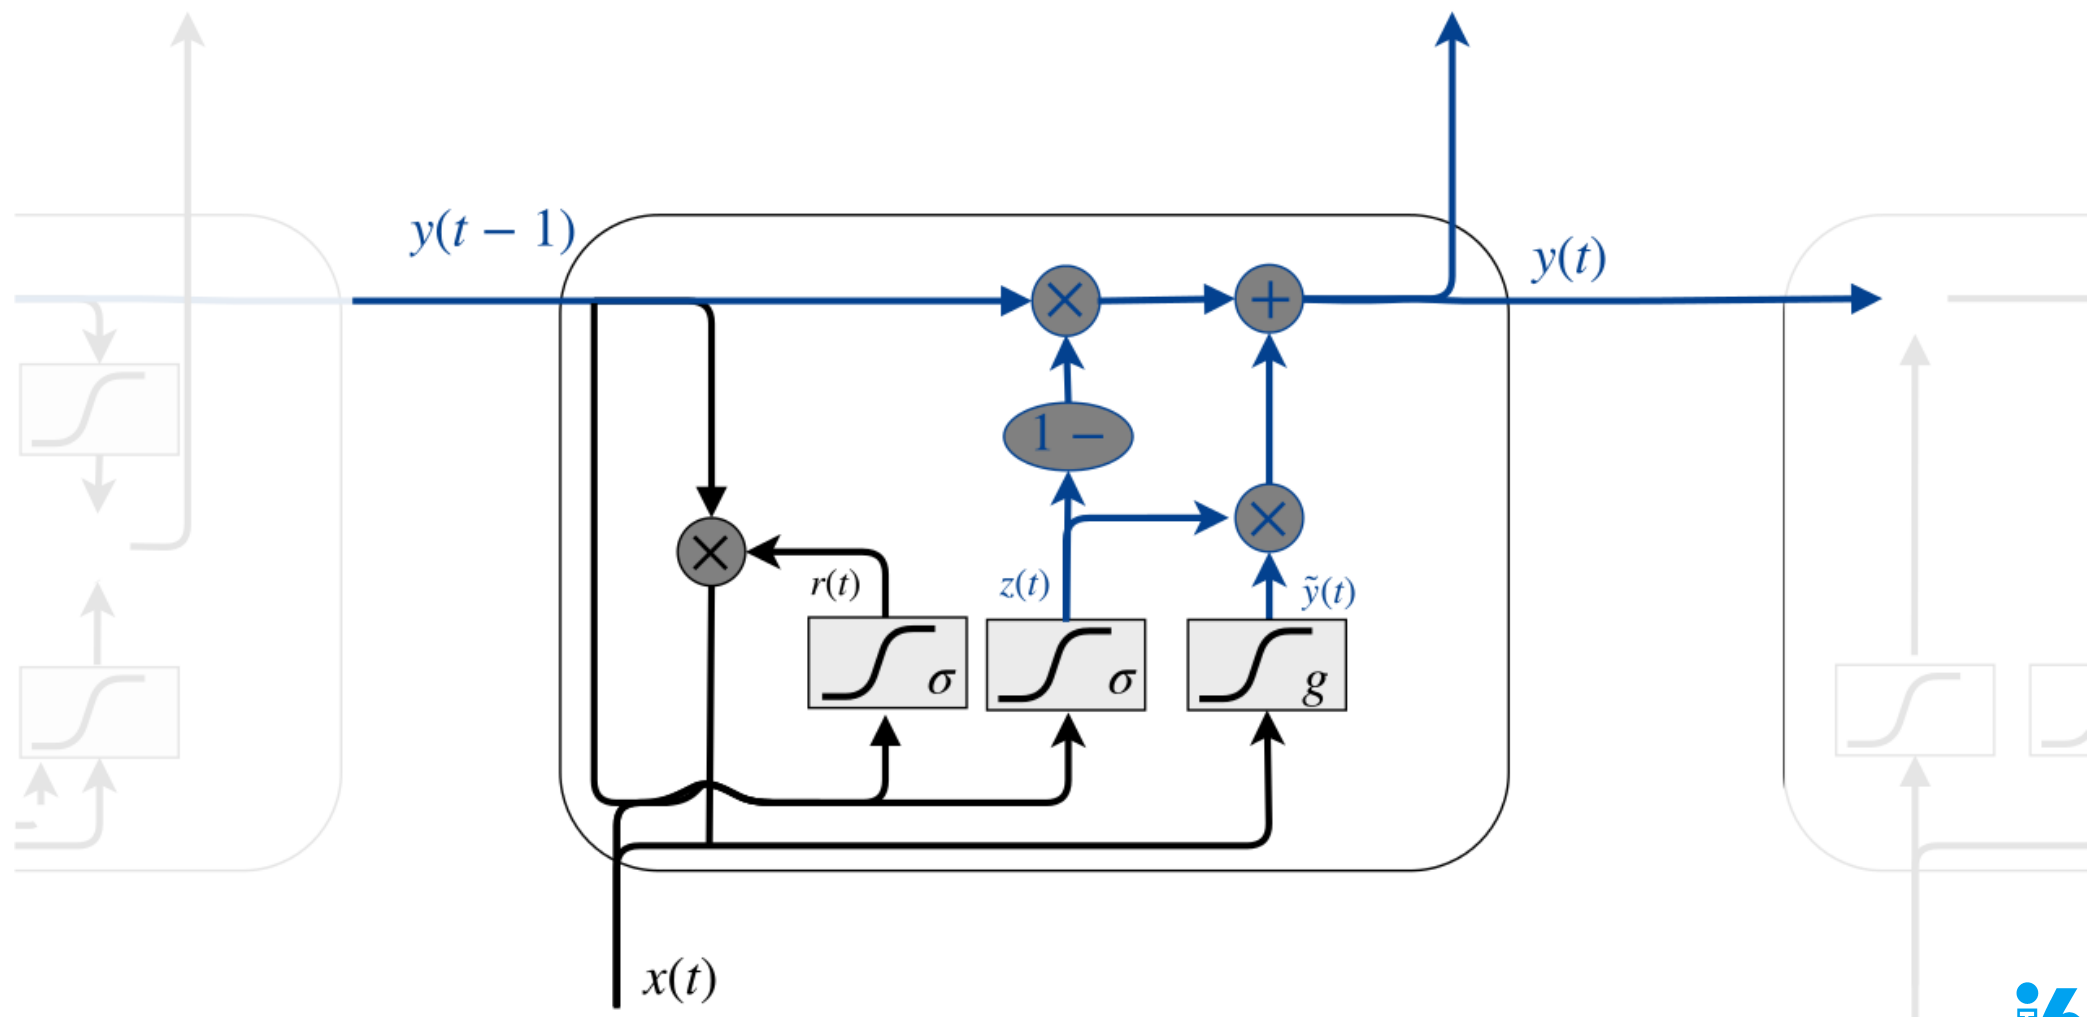 y(t − 1)
y(t)
×
+
1 −
×
×
r(t)
z(t)
ỹ(t)
σ
σ
g
x(t)